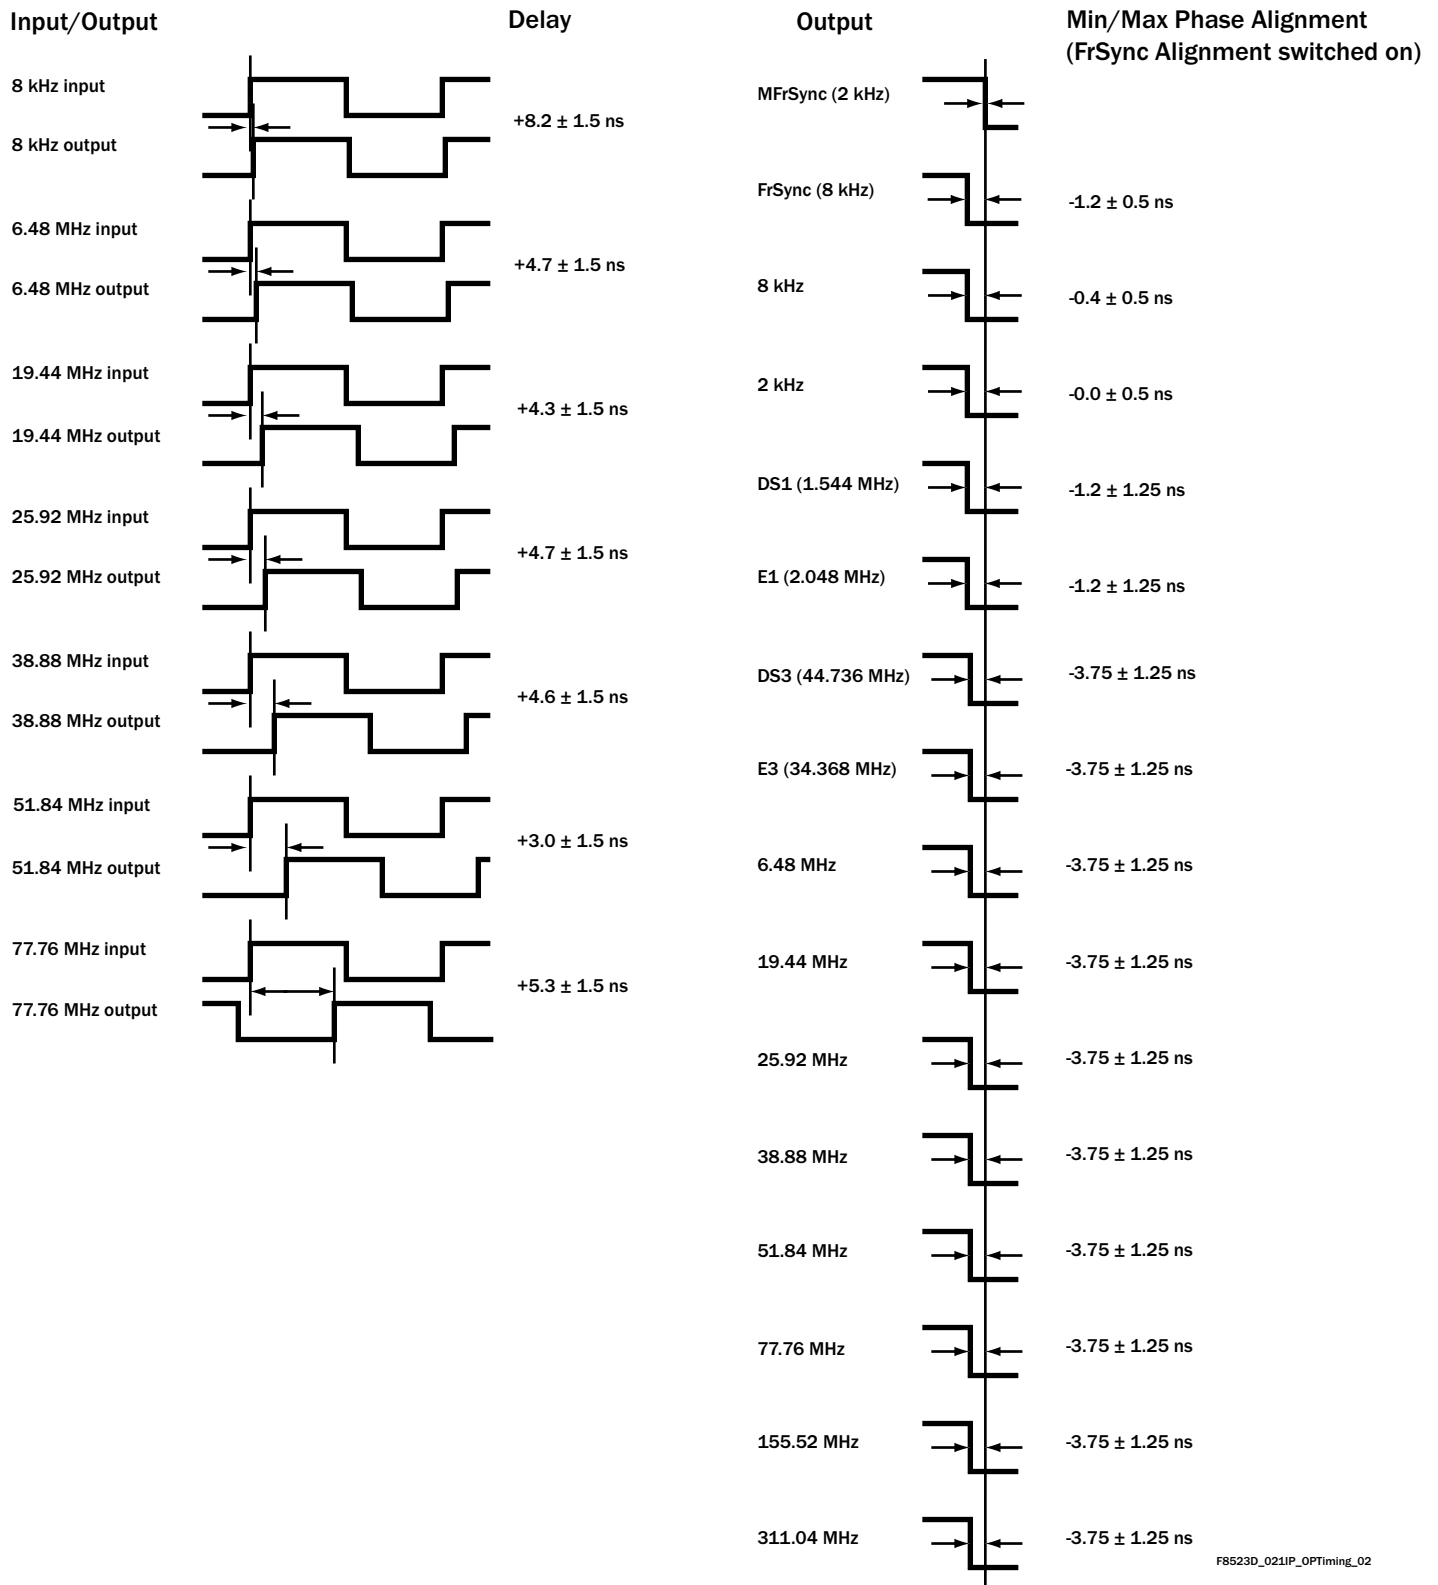 Input/Output
Delay
8 kHz input
8 kHz output
+8.2 ± 1.5 ns
6.48 MHz input
6.48 MHz output
+4.7 ± 1.5 ns
19.44 MHz input
19.44 MHz output
+4.3 ± 1.5 ns
25.92 MHz input
25.92 MHz output
+4.7 ± 1.5 ns
38.88 MHz input
38.88 MHz output
+4.6 ± 1.5 ns
51.84 MHz input
51.84 MHz output
+3.0 ± 1.5 ns
77.76 MHz input
77.76 MHz output
+5.3 ± 1.5 ns
Output
Min/Max Phase Alignment
(FrSync Alignment switched on)
MFrSync (2 kHz)
FrSync (8 kHz) -1.2 ± 0.5 ns
8 kHz -0.4 ± 0.5 ns
2 kHz -0.0 ± 0.5 ns
DS1 (1.544 MHz) -1.2 ± 1.25 ns
E1 (2.048 MHz) -1.2 ± 1.25 ns
DS3 (44.736 MHz) -3.75 ± 1.25 ns
E3 (34.368 MHz) -3.75 ± 1.25 ns
6.48 MHz -3.75 ± 1.25 ns
19.44 MHz -3.75 ± 1.25 ns
25.92 MHz -3.75 ± 1.25 ns
38.88 MHz -3.75 ± 1.25 ns
51.84 MHz -3.75 ± 1.25 ns
77.76 MHz -3.75 ± 1.25 ns
155.52 MHz -3.75 ± 1.25 ns
311.04 MHz -3.75 ± 1.25 ns
F8523D_021IP_OPTiming_02